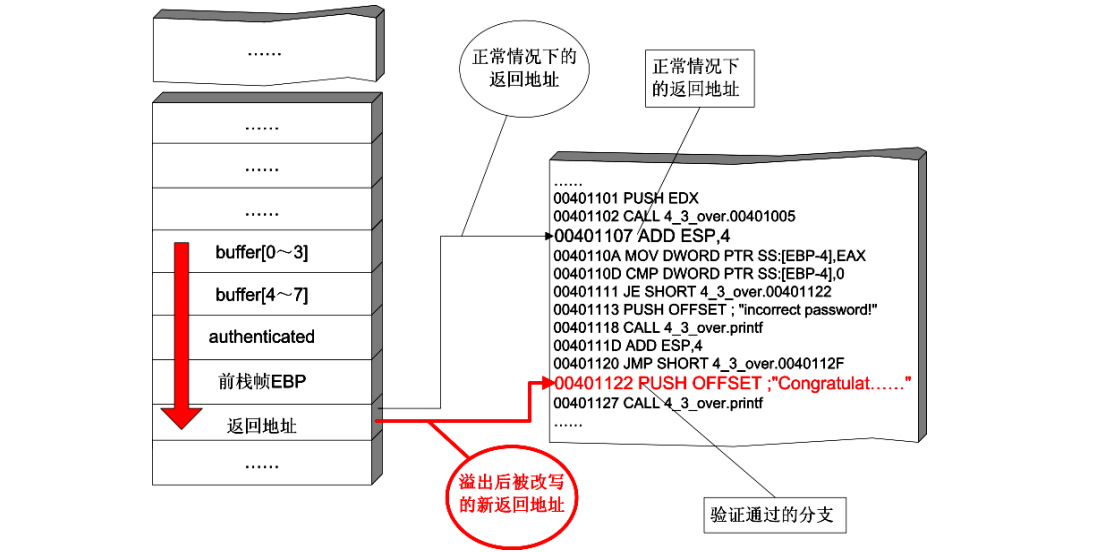 ……
……
……
……
buffer[0～3]
buffer[4～7]
authenticated
前栈帧EBP
返回地址
……
正常情况下的
返回地址
正常情况下
的返回地址
……
00401101 PUSH EDX
00401102 CALL 4_3_over.00401005
00401107 ADD ESP,4
0040110A MOV DWORD PTR SS:[EBP-4],EAX
0040110D CMP DWORD PTR SS:[EBP-4],0
00401111 JE SHORT 4_3_over.00401122
00401113 PUSH OFFSET ; "incorrect password!"
00401118 CALL 4_3_over.printf
0040111D ADD ESP,4
00401120 JMP SHORT 4_3_over.0040112F
00401122 PUSH OFFSET ;"Congratulat……"
00401127 CALL 4_3_over.printf
……
溢出后被改写
的新返回地址
验证通过的分支